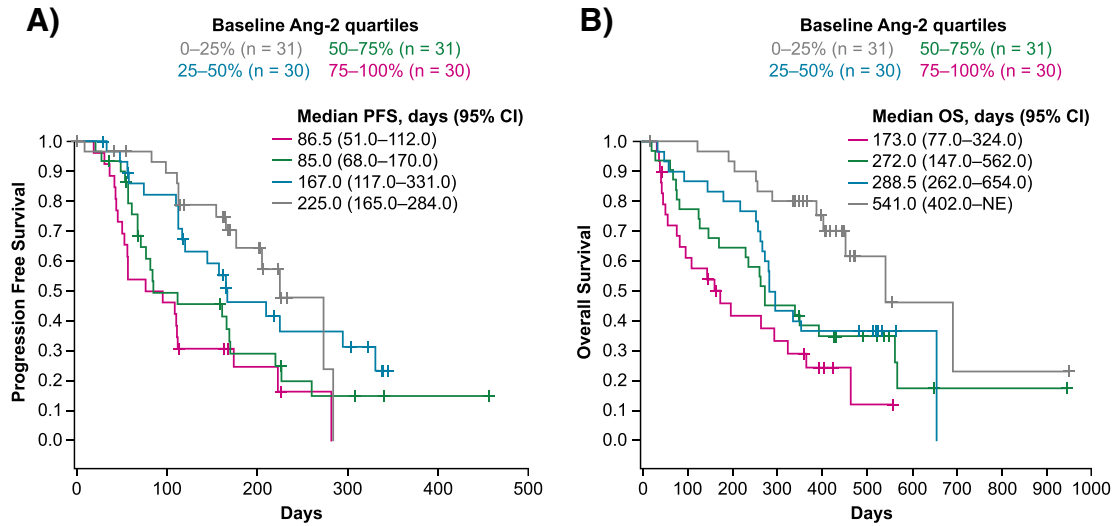 A)
Baseline Ang-2 quartiles
0–25% (n = 31) 50–75% (n = 31)
25–50% (n = 30) 75–100% (n = 30)
Median PFS, days (95% CI)
86.5 (51.0–112.0)
85.0 (68.0–170.0)
167.0 (117.0–331.0)
225.0 (165.0–284.0)
Progression Free Survival
1.0
0.9
0.8
0.7
0.6
0.5
0.4
0.3
0.2
0.1
0.0
0 100 200 300 400 500
Days
B)
Baseline Ang-2 quartiles
0–25% (n = 31) 50–75% (n = 31)
25–50% (n = 30) 75–100% (n = 30)
Median OS, days (95% CI)
173.0 (77.0–324.0)
272.0 (147.0–562.0)
288.5 (262.0–654.0)
541.0 (402.0–NE)
Overall Survival
1.0
0.9
0.8
0.7
0.6
0.5
0.4
0.3
0.2
0.1
0.0
0 100 200 300 400 500 600 700 800 900 1000
Days